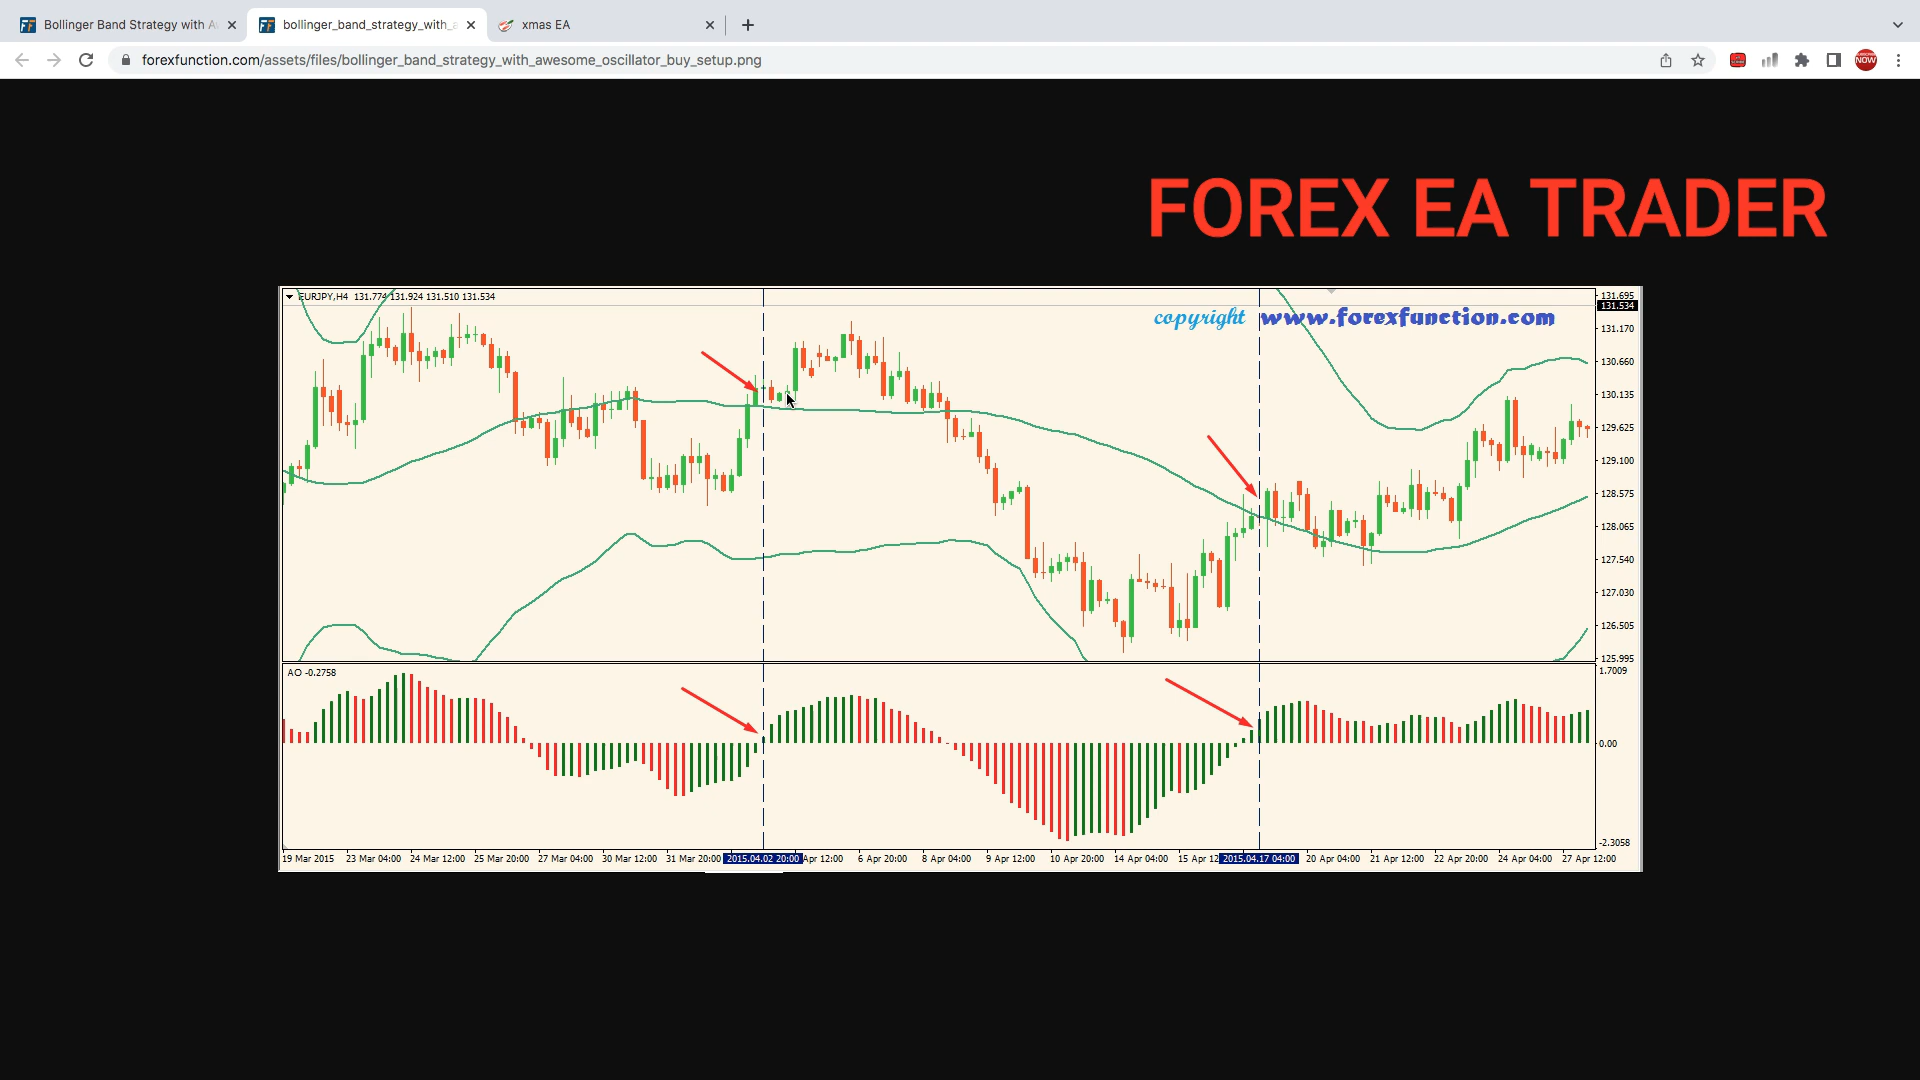 Bollinger Band Strategy with A
bollinger_band_strategy_with_a
xmas EA
forexfunction.com/assets/files/bollinger_band_strategy_with_awesome_oscillator_buy_setup.png
NOW
FOREX EA TRADER
EURJPY,H4 131.774 131.924 131.510 131.534
copyright www.forexfunction.com
131.695
131.534
131.170
130.660
130.135
129.625
129.100
128.575
128.065
127.540
127.030
126.505
125.995
AO -0.2758
1.7009
0.00
-2.3058
19 Mar 2015 23 Mar 04:00 24 Mar 12:00 25 Mar 20:00 27 Mar 04:00 30 Mar 12:00 31 Mar 20:00 2015.04.02 20:00 Apr 12:00 6 Apr 20:00 8 Apr 04:00 9 Apr 12:00 10 Apr 20:00 14 Apr 04:00 15 Apr 12 2015.04.17 04:00 20 Apr 04:00 21 Apr 12:00 22 Apr 20:00 24 Apr 04:00 27 Apr 12:00